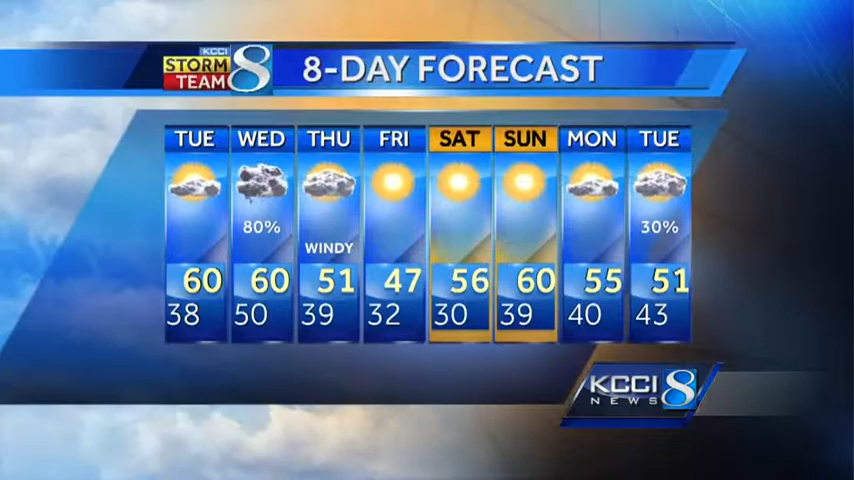 KCCI
STORM
TEAM 8
8-DAY FORECAST
TUE WED THU FRI SAT SUN MON TUE
80% 30%
WINDY
60 60 51 47 56 60 55 51
38 50 39 32 30 39 40 43
KCCI 8
NEWS